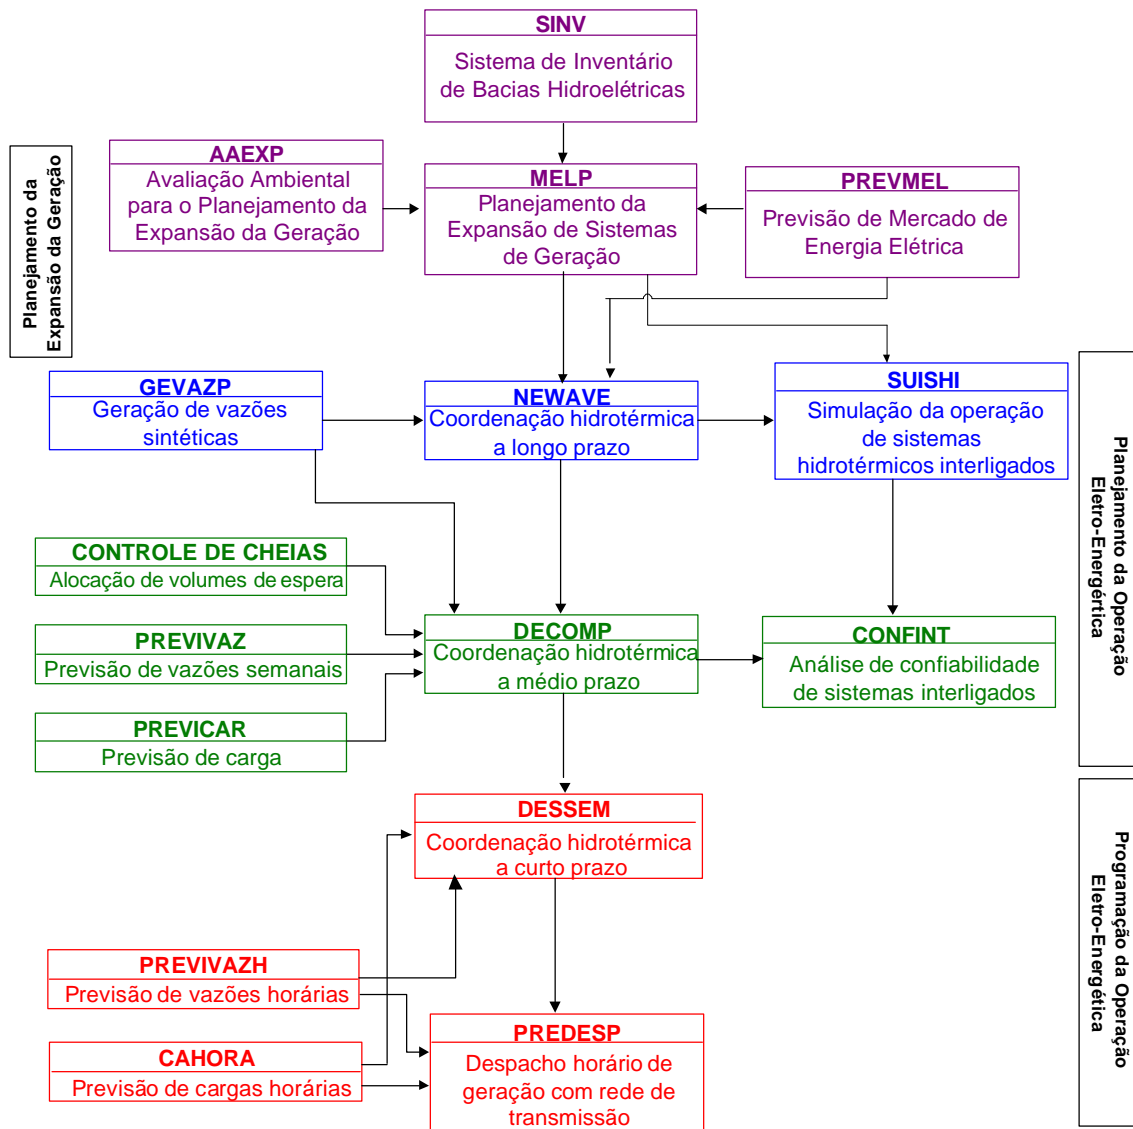 SINV
Sistema de Inventário
de Bacias Hidroelétricas
Planejamento da
Expansão da Geração
AAEXP
Avaliação Ambiental
para o Planejamento da
Expansão da Geração
MELP
Planejamento da
Expansão de Sistemas
de Geração
PREVMEL
Previsão de Mercado de
Energia Elétrica
GEVAZP
Geração de vazões
sintéticas
NEWAVE
Coordenação hidrotérmica
a longo prazo
SUISHI
Simulação da operação
de sistemas
hidrotérmicos interligados
Planejamento da Operação
Eletro-Energértica
CONTROLE DE CHEIAS
Alocação de volumes de espera
PREVIVAZ
Previsão de vazões semanais
PREVICAR
Previsão de carga
DECOMP
Coordenação hidrotérmica
a médio prazo
CONFINT
Análise de confiabilidade
de sistemas interligados
DESSEM
Coordenação hidrotérmica
a curto prazo
Programação da Operação
Eletro-Energética
PREVIVAZH
Previsão de vazões horárias
CAHORA
Previsão de cargas horárias
PREDESP
Despacho horário de
geração com rede de
transmissão